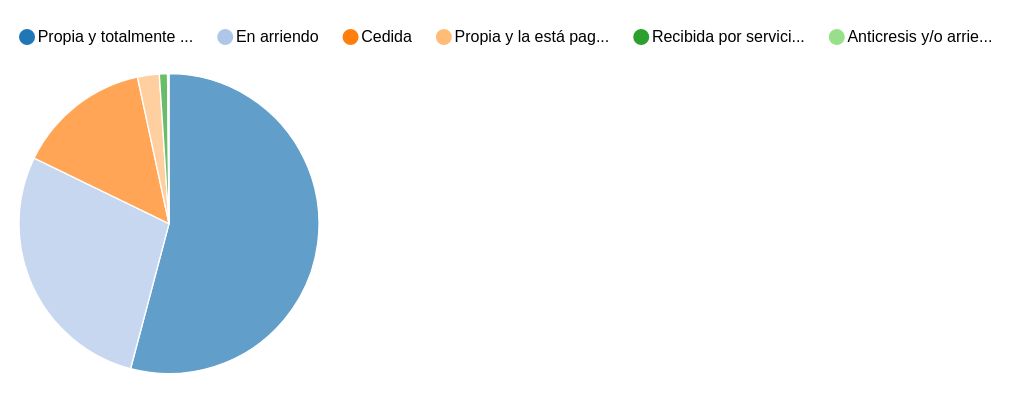 Propia y totalmente ... En arriendo Cedida Propia y la está pag... Recibida por servici... Anticresis y/o arrie...